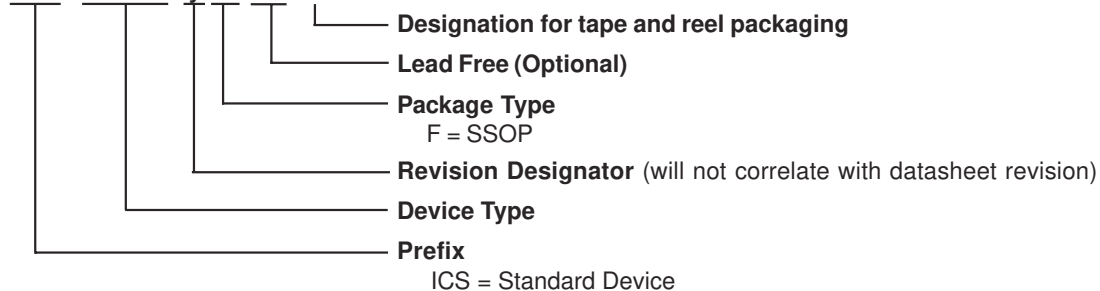 Designation for tape and reel packaging
Lead Free (Optional)
Package Type
F = SSOP
Revision Designator (will not correlate with datasheet revision)
Device Type
Prefix
ICS = Standard Device